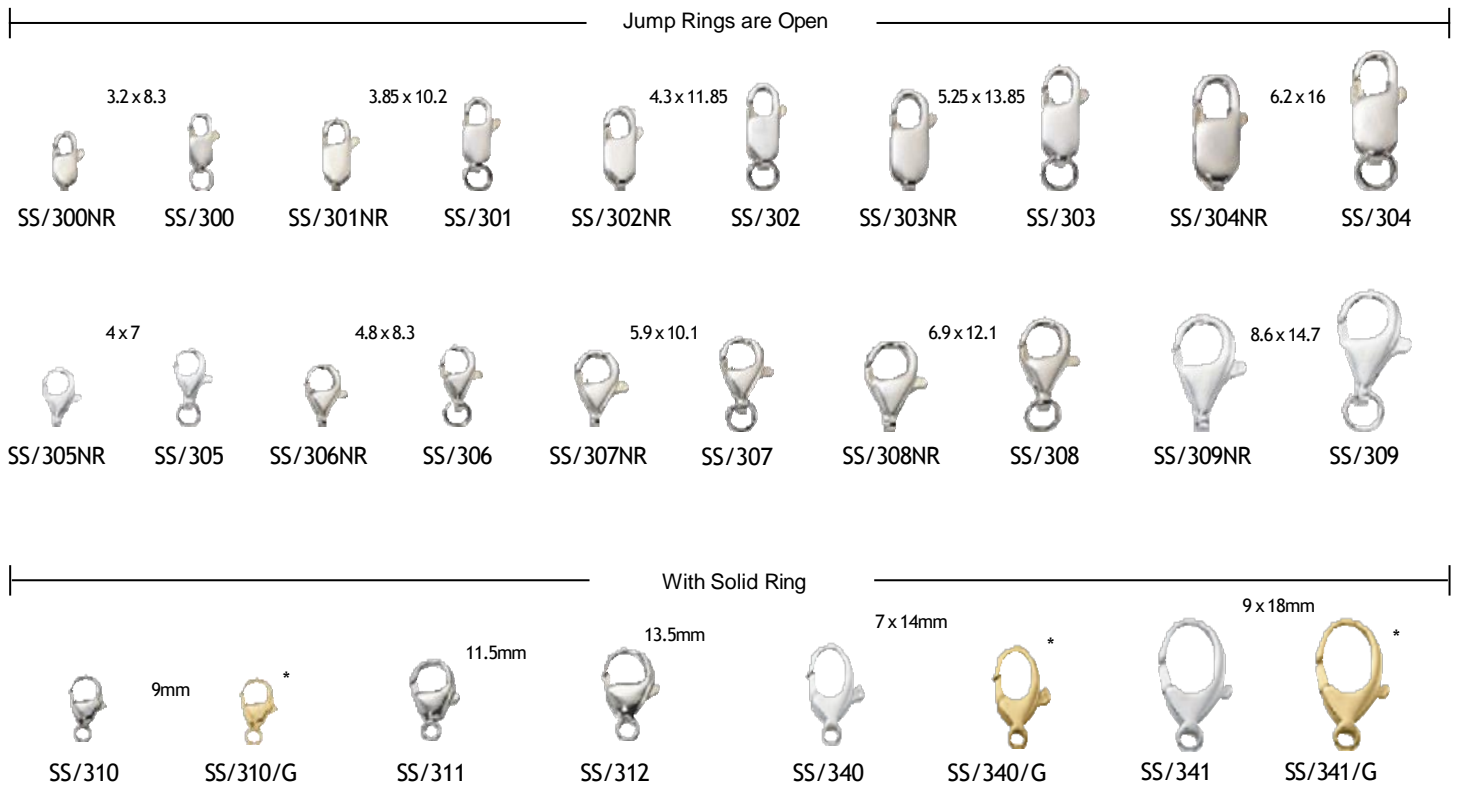 Jump Rings are Open
3.2 x 8.3 3.85 x 10.2 4.3 x 11.85 5.25 x 13.85 6.2 x 16
SS/300NR SS/300 SS/301NR SS/301 SS/302NR SS/302 SS/303NR SS/303 SS/304NR SS/304
4 x 7 4.8 x 8.3 5.9 x 10.1 6.9 x 12.1 8.6 x 14.7
SS/305NR SS/305 SS/306NR SS/306 SS/307NR SS/307 SS/308NR SS/308 SS/309NR SS/309
With Solid Ring
9mm * 11.5mm 13.5mm 7 x 14mm * 9 x 18mm *
SS/310 SS/310/G SS/311 SS/312 SS/340 SS/340/G SS/341 SS/341/G